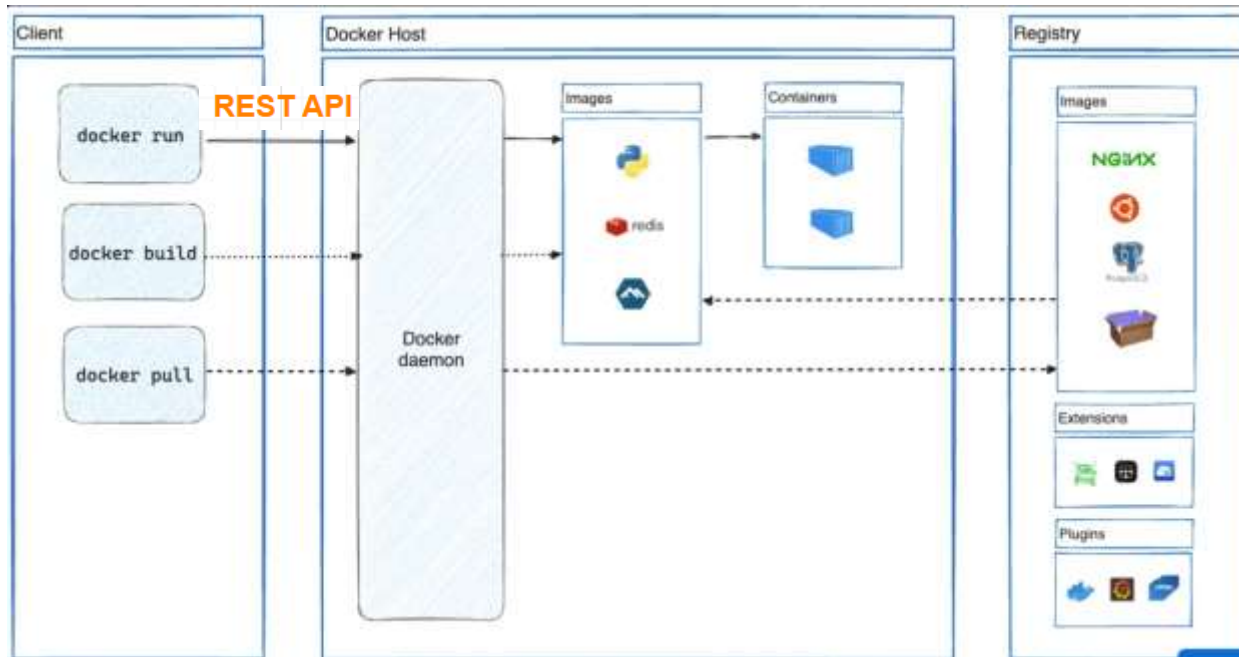 Client
Docker Host
Registry
REST API
docker run
docker build
docker pull
Docker
daemon
Images
redis
Containers
Images
NGINX
Extensions
Plugins